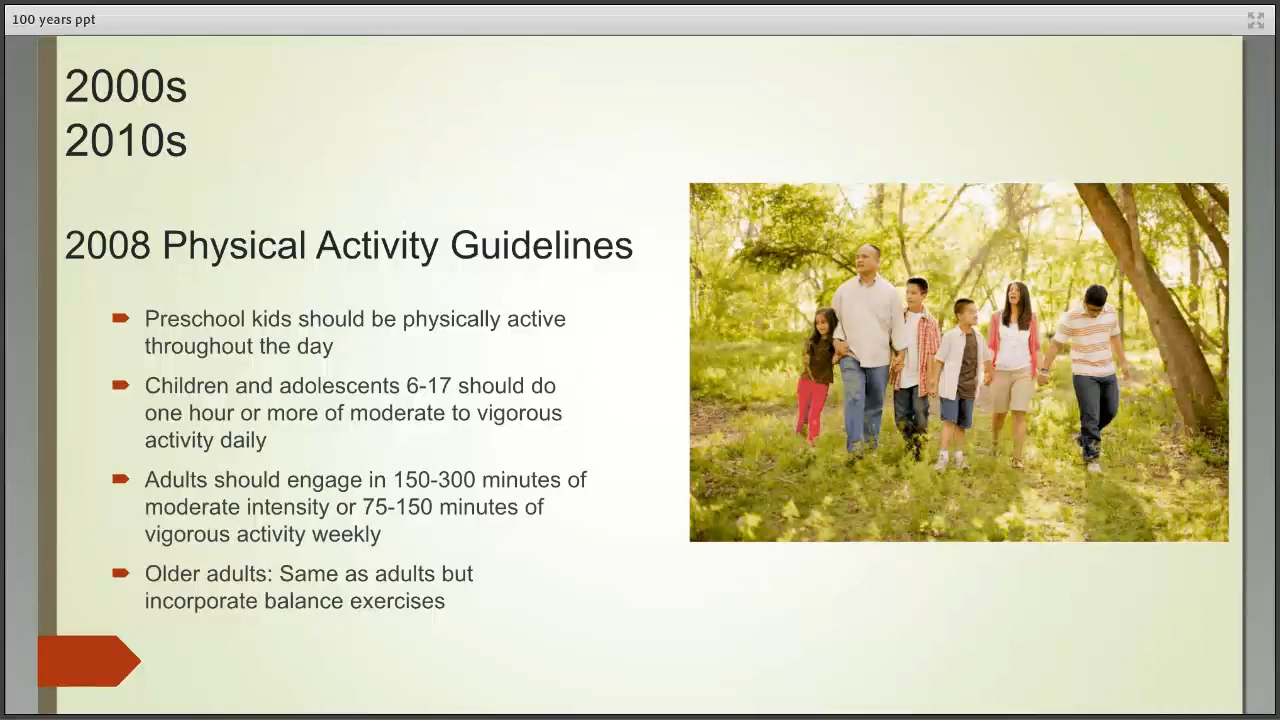 100 years ppt
2000s
2010s
2008 Physical Activity Guidelines
Preschool kids should be physically active
throughout the day
Children and adolescents 6-17 should do
one hour or more of moderate to vigorous
activity daily
Adults should engage in 150-300 minutes of
moderate intensity or 75-150 minutes of
vigorous activity weekly
Older adults: Same as adults but
incorporate balance exercises